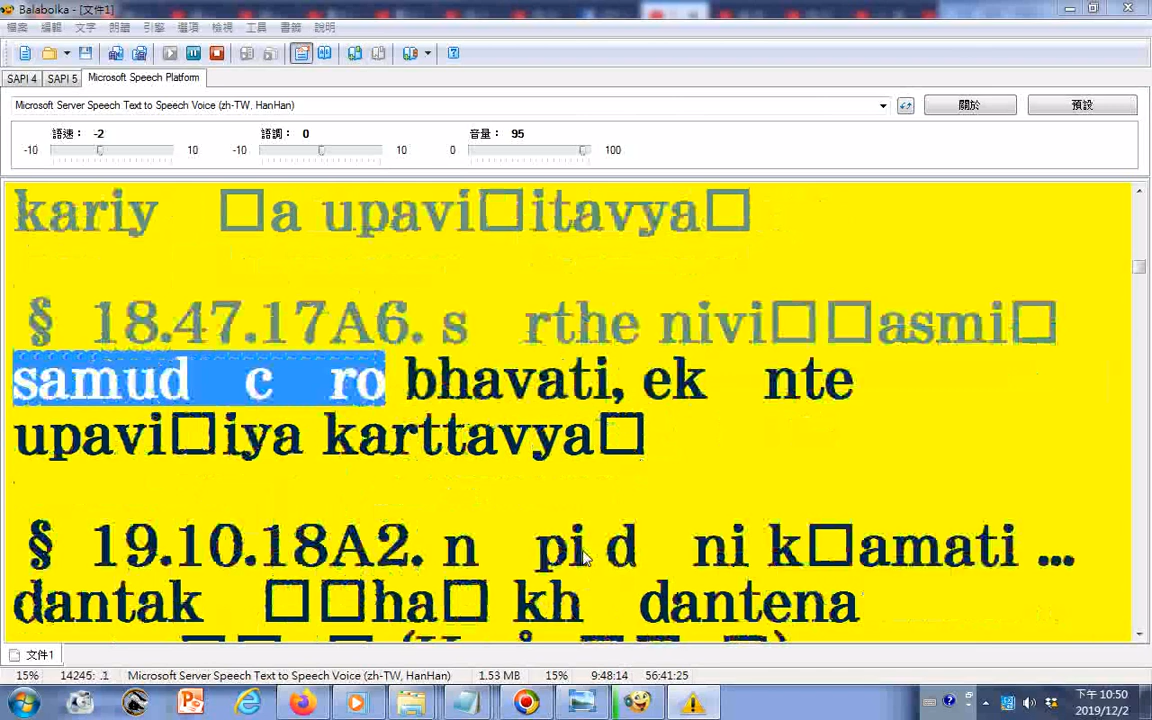 Balabolka - [文件1]
檔案 編輯 文字 朗讀 引擎 選項 檢視 工具 書籤 說明
SAPI 4 SAPI 5 Microsoft Speech Platform
Microsoft Server Speech Text to Speech Voice (zh-TW, HanHan) 關於 預設
語速： -2 語調： 0 音量： 95
-10 10 -10 10 0 100
kariy □a upavi□itavya□
§ 18.47.17A6. s rthe nivi□□asmi□
samud c ro bhavati, ek nte
upavi□iya karttavya□
§ 19.10.18A2. n pi d ni k□amati ...
dantak □□ha□ kh dantena
文件1
15% 14245: .1 Microsoft Server Speech Text to Speech Voice (zh-TW, HanHan) 1.53 MB 15% 9:48:14 56:41:25
下午 10:50
2019/12/2